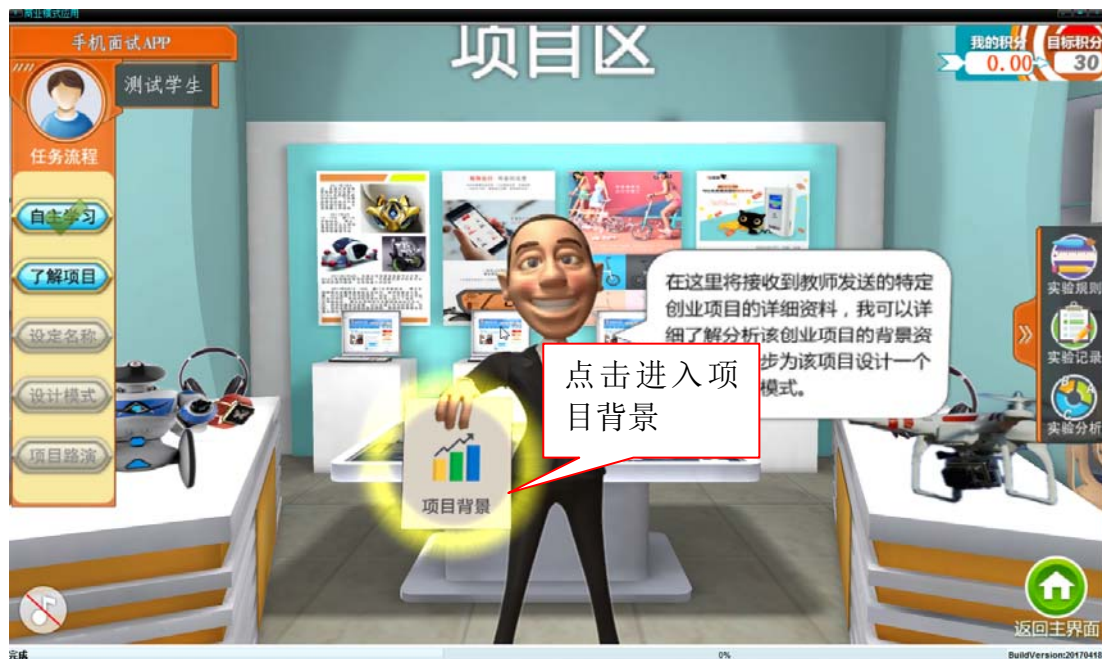 商业模式应用
手机面试APP
测试学生
任务流程
自主学习
了解项目
设定名称
设计模式
项目路演
项目区
我的积分
0.00
目标积分
30
在这里将接收到教师发送的特定
创业项目的详细资料，我可以详
细了解分析该创业项目的背景资
步为该项目设计一个
模式。
点击进入项
目背景
项目背景
实验规则
实验记录
实验分析
返回主界面
完成
0%
BuildVersion:20170418